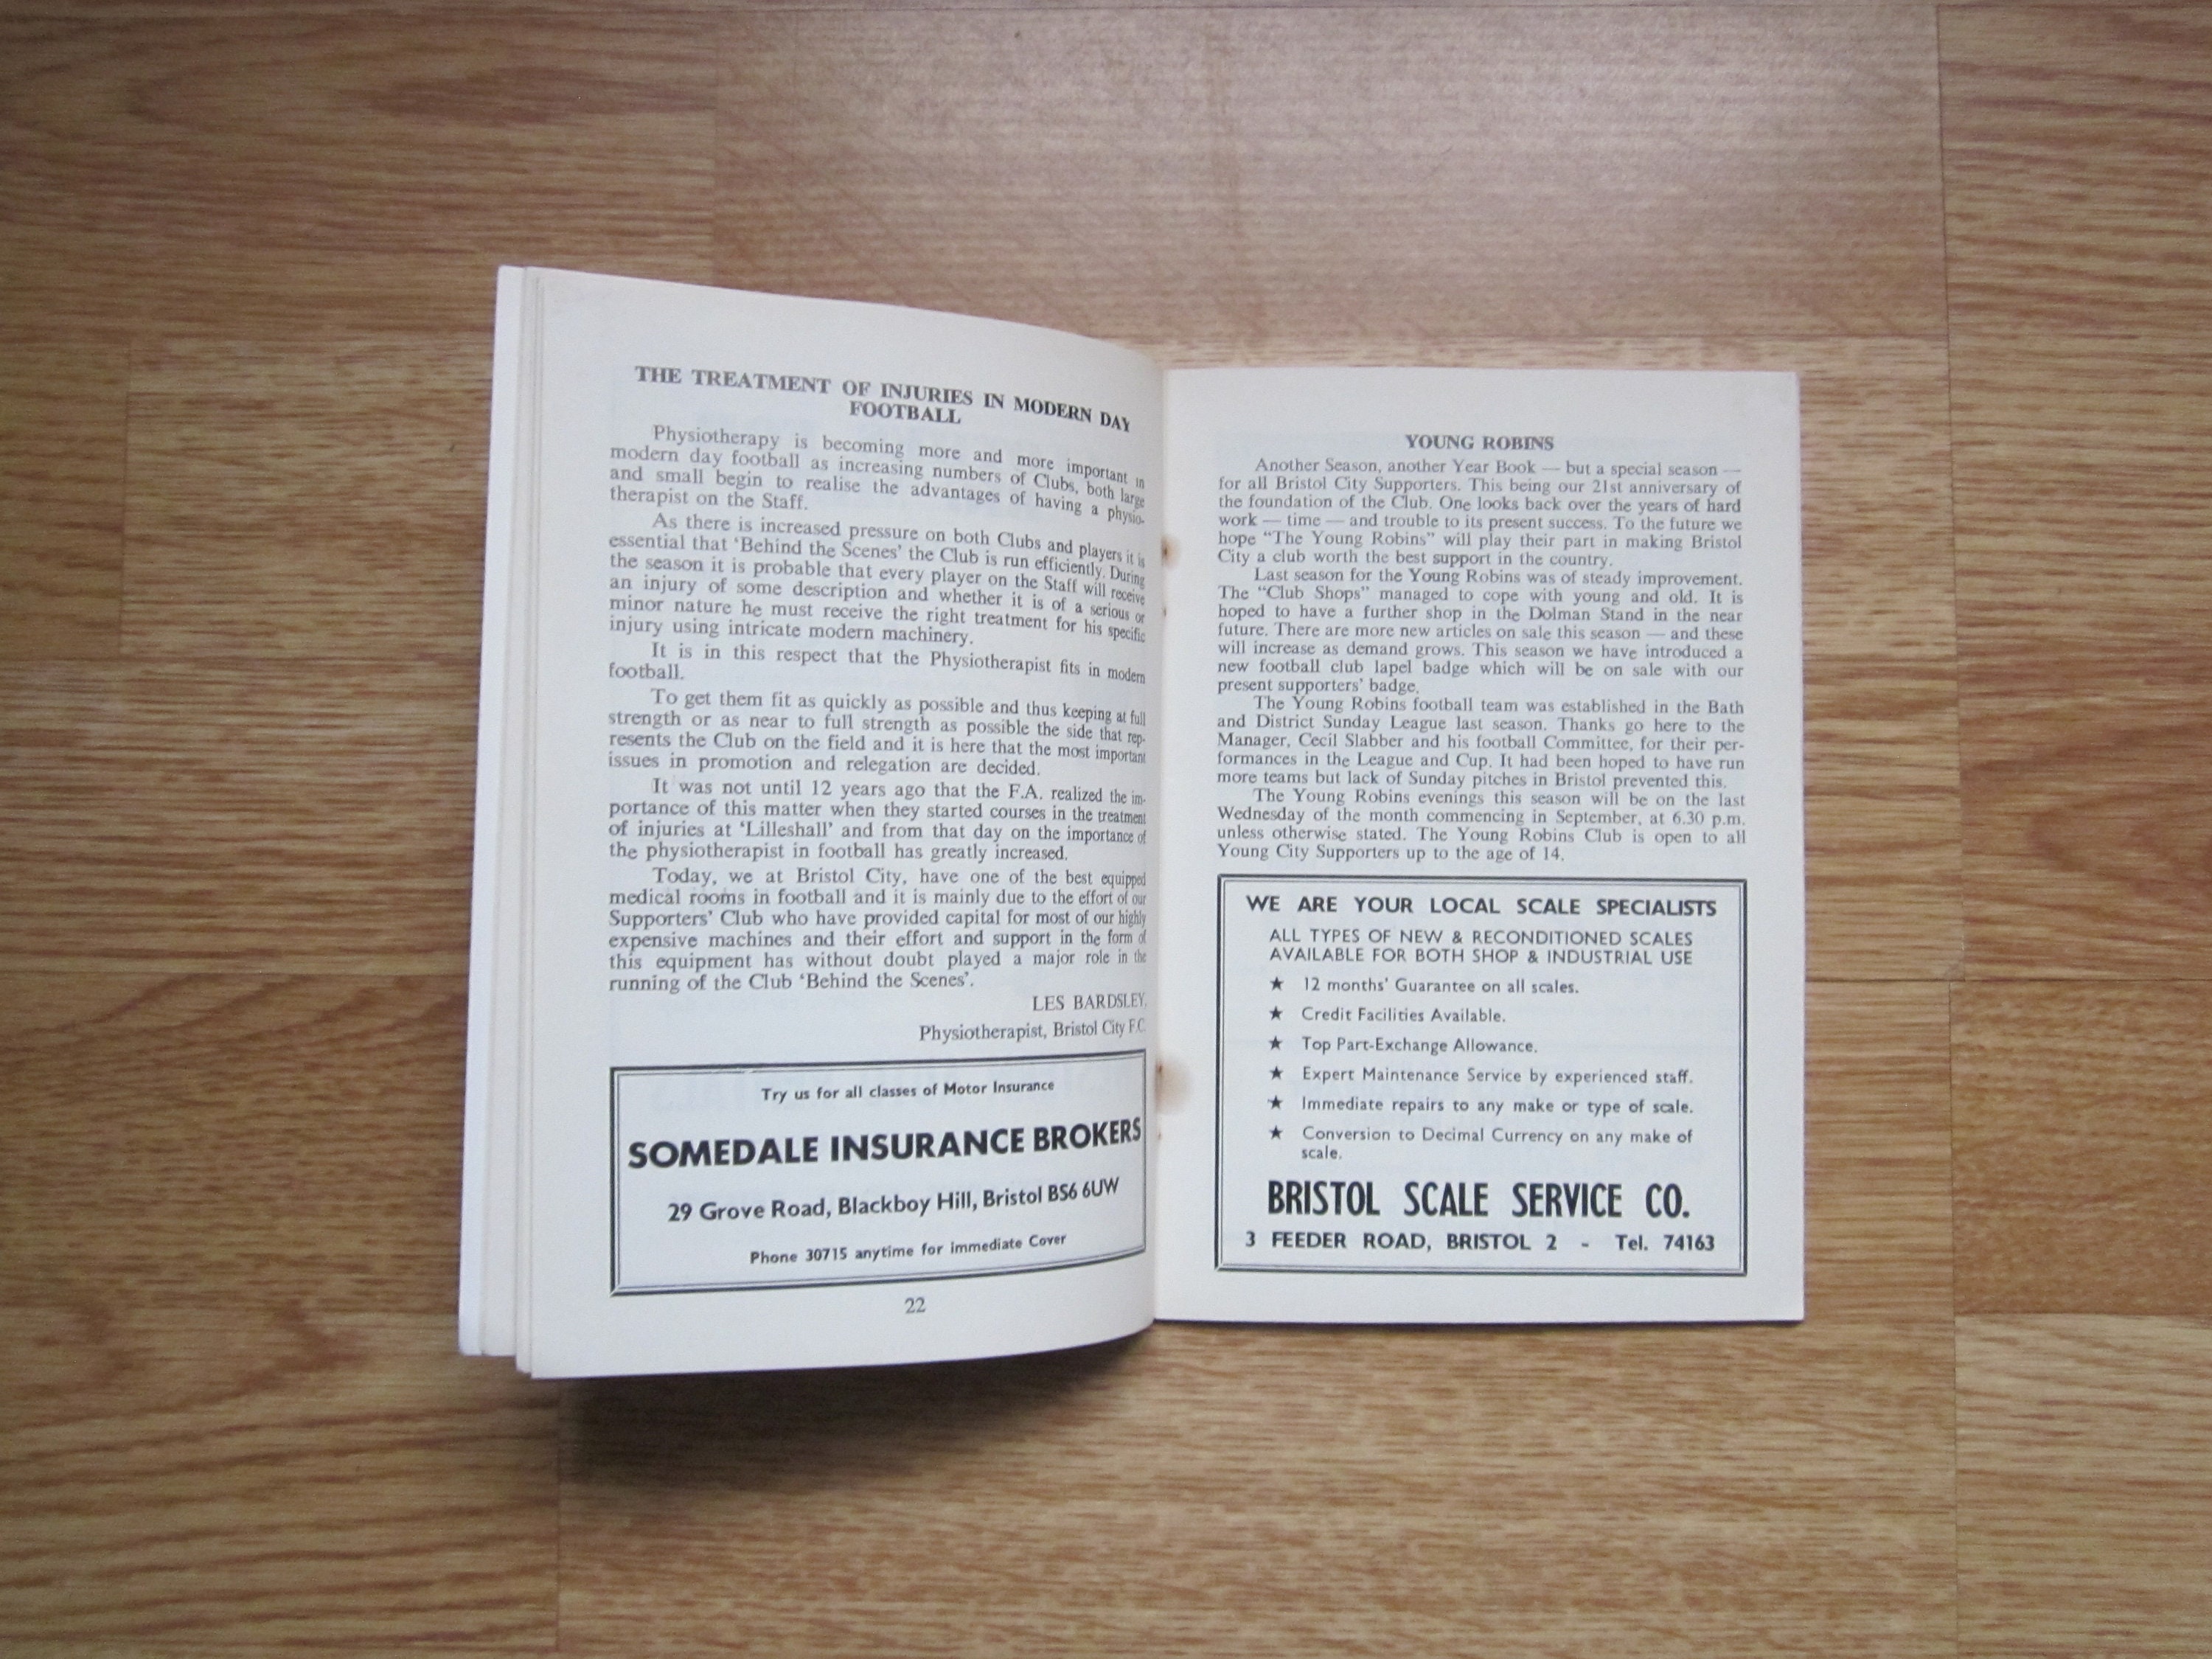 THE TREATMENT OF INJURIES IN MODERN DAY
FOOTBALL
Physiotherapy is becoming more and more important in
modern day football as increasing numbers of Clubs, both large
and small begin to realise the advantages of having a physio-
therapist on the Staff.
As there is increased pressure on both Clubs and players it is
essential that 'Behind the Scenes' the Club is run efficiently. During
the season it is probable that every player on the Staff will receive
an injury of some description and whether it is of a serious or
minor nature he must receive the right treatment for his specific
injury using intricate modern machinery.
It is in this respect that the Physiotherapist fits in modern
football.
To get them fit as quickly as possible and thus keeping at full
strength or as near to full strength as possible the side that rep-
resents the Club on the field and it is here that the most important
issues in promotion and relegation are decided.
It was not until 12 years ago that the F.A. realized the im-
portance of this matter when they started courses in the treatment
of injuries at 'Lilleshall' and from that day on the importance of
the physiotherapist in football has greatly increased.
Today, we at Bristol City, have one of the best equipped
medical rooms in football and it is mainly due to the effort of our
Supporters' Club who have provided capital for most of our highly
expensive machines and their effort and support in the form of
this equipment has without doubt played a major role in the
running of the Club 'Behind the Scenes'.
LES BARDSLEY,
Physiotherapist, Bristol City F.C.
Try us for all classes of Motor Insurance
SOMEDALE INSURANCE BROKERS
29 Grove Road, Blackboy Hill, Bristol BS6 6UW
Phone 30715 anytime for immediate Cover
22
YOUNG ROBINS
Another Season, another Year Book — but a special season —
for all Bristol City Supporters. This being our 21st anniversary of
the foundation of the Club. One looks back over the years of hard
work — time — and trouble to its present success. To the future we
hope "The Young Robins" will play their part in making Bristol
City a club worth the best support in the country.
Last season for the Young Robins was of steady improvement.
The "Club Shops" managed to cope with young and old. It is
hoped to have a further shop in the Dolman Stand in the near
future. There are more new articles on sale this season — and these
will increase as demand grows. This season we have introduced a
new football club lapel badge which will be on sale with our
present supporters' badge.
The Young Robins football team was established in the Bath
and District Sunday League last season. Thanks go here to the
Manager, Cecil Slabber and his football Committee, for their per-
formances in the League and Cup. It had been hoped to have run
more teams but lack of Sunday pitches in Bristol prevented this.
The Young Robins evenings this season will be on the last
Wednesday of the month commencing in September, at 6.30 p.m.
unless otherwise stated. The Young Robins Club is open to all
Young City Supporters up to the age of 14.
WE ARE YOUR LOCAL SCALE SPECIALISTS
ALL TYPES OF NEW & RECONDITIONED SCALES
AVAILABLE FOR BOTH SHOP & INDUSTRIAL USE
★ 12 months' Guarantee on all scales.
★ Credit Facilities Available.
★ Top Part-Exchange Allowance.
★ Expert Maintenance Service by experienced staff.
★ Immediate repairs to any make or type of scale.
★ Conversion to Decimal Currency on any make of
scale.
BRISTOL SCALE SERVICE CO.
3 FEEDER ROAD, BRISTOL 2 - Tel. 74163